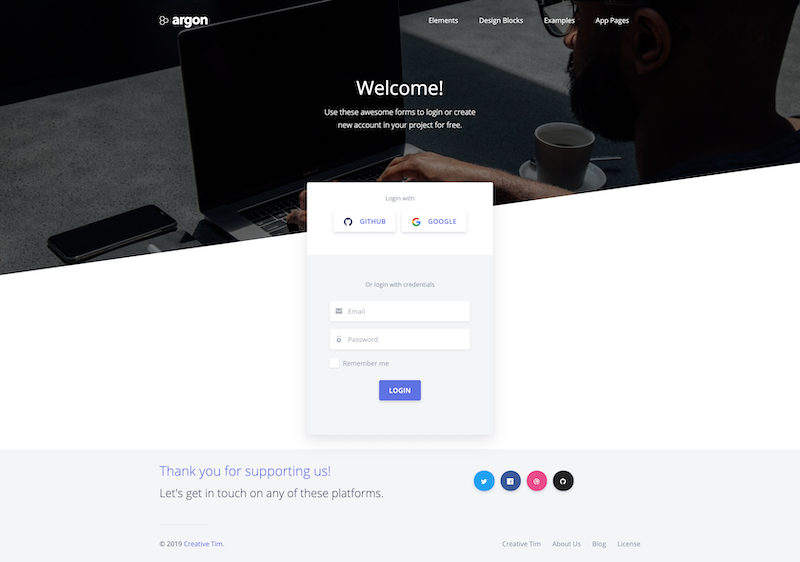 argon
Elements Design Blocks Examples App Pages
Welcome!
Use these awesome forms to login or create
new account in your project for free.
Login with
GITHUB GOOGLE
Or login with credentials
Email
Password
Remember me
LOGIN
Thank you for supporting us!
Let's get in touch on any of these platforms.
© 2019 Creative Tim.
Creative Tim About Us Blog License